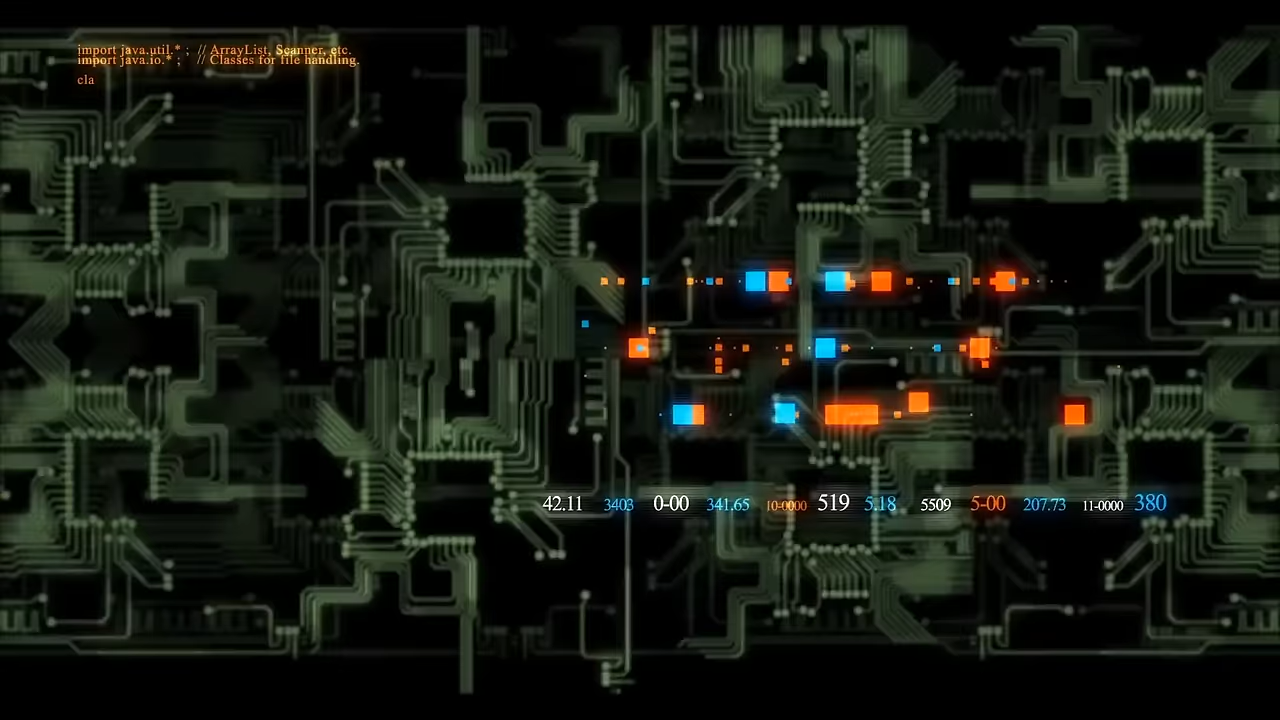 import java.util.* ;  // ArrayList, Scanner, etc.
import java.io.* ;  // Classes for file handling.
cla
42.11 3403 0-00 341.65 10-0000 519 5.18 5509 5-00 207.73 11-0000 380